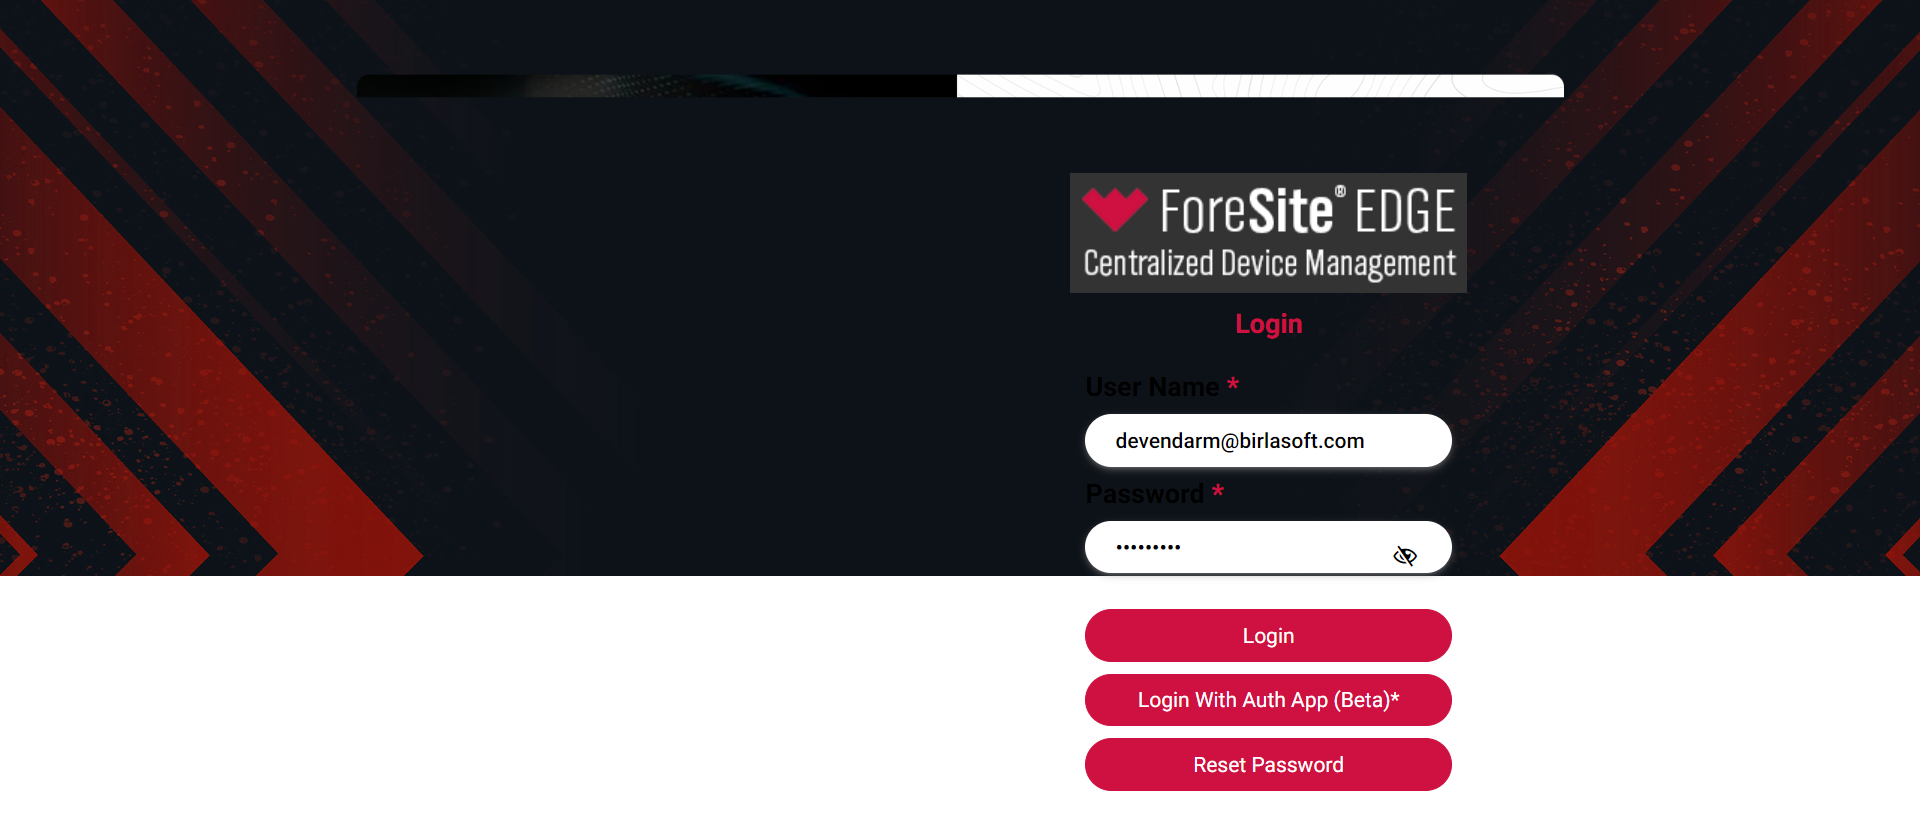 ForeSite® EDGE
Centralized Device Management
Login
User Name *
devendarm@birlasoft.com
Password *
•••••••••
Login
Login With Auth App (Beta)*
Reset Password